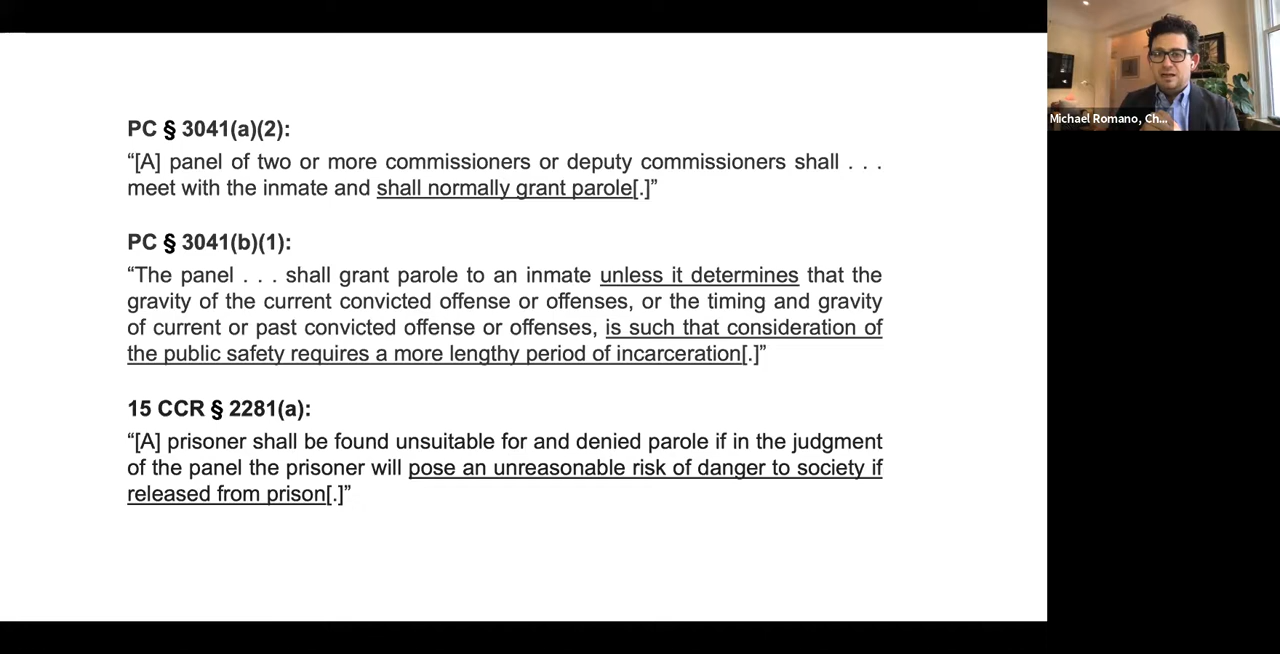 PC § 3041(a)(2):
“[A] panel of two or more commissioners or deputy commissioners shall . . .
meet with the inmate and shall normally grant parole[.]”
PC § 3041(b)(1):
“The panel . . . shall grant parole to an inmate unless it determines that the
gravity of the current convicted offense or offenses, or the timing and gravity
of current or past convicted offense or offenses, is such that consideration of
the public safety requires a more lengthy period of incarceration[.]”
15 CCR § 2281(a):
“[A] prisoner shall be found unsuitable for and denied parole if in the judgment
of the panel the prisoner will pose an unreasonable risk of danger to society if
released from prison[.]”
Michael Romano, Ch...